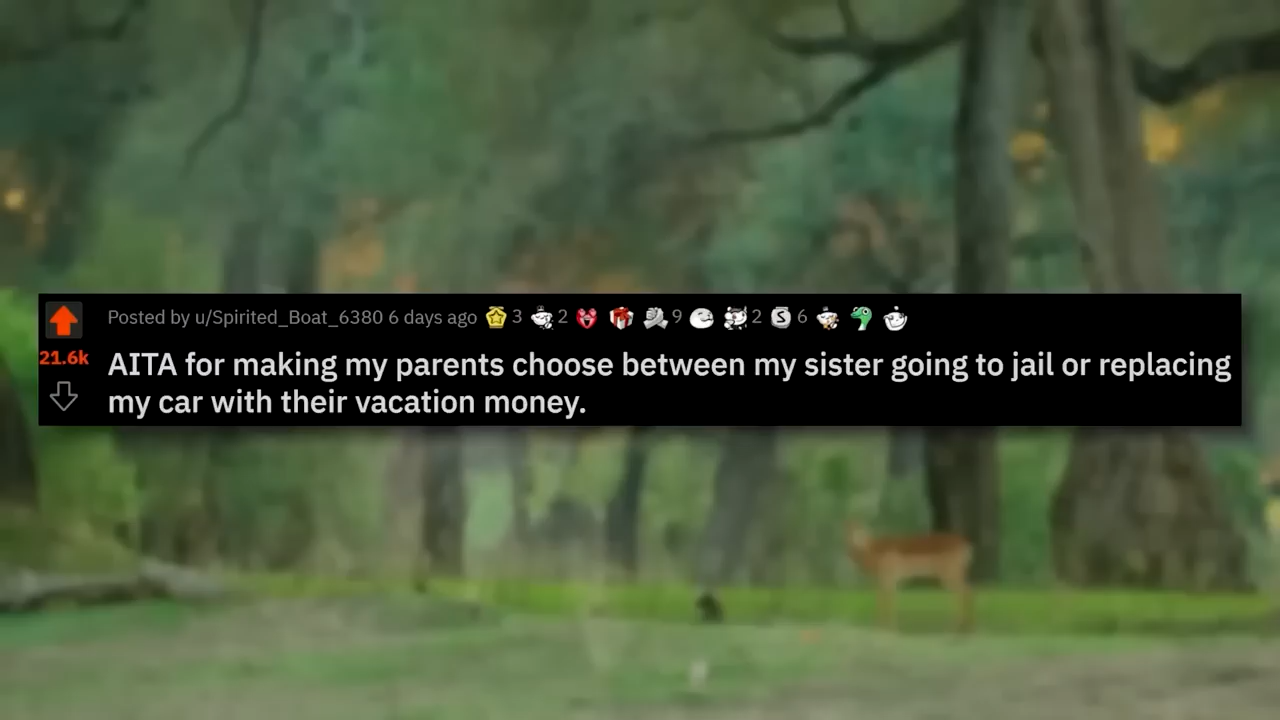 Posted by u/Spirited_Boat_6380 6 days ago 3 2 9 2 S 6
21.6k
AITA for making my parents choose between my sister going to jail or replacing
my car with their vacation money.